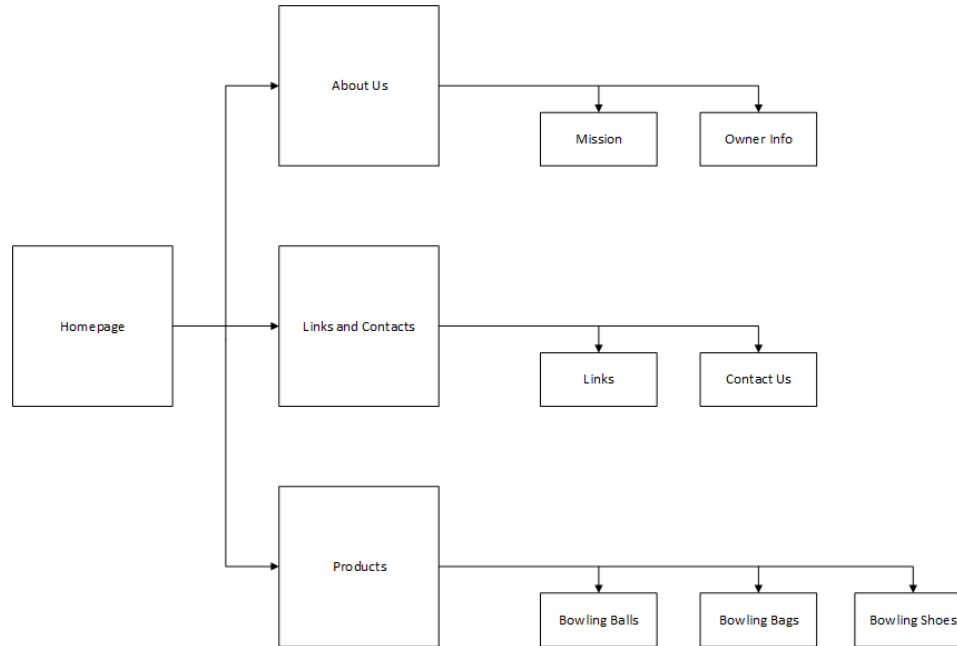 About Us
Mission
Owner Info
Homepage
Links and Contacts
Links
Contact Us
Products
Bowling Balls
Bowling Bags
Bowling Shoes